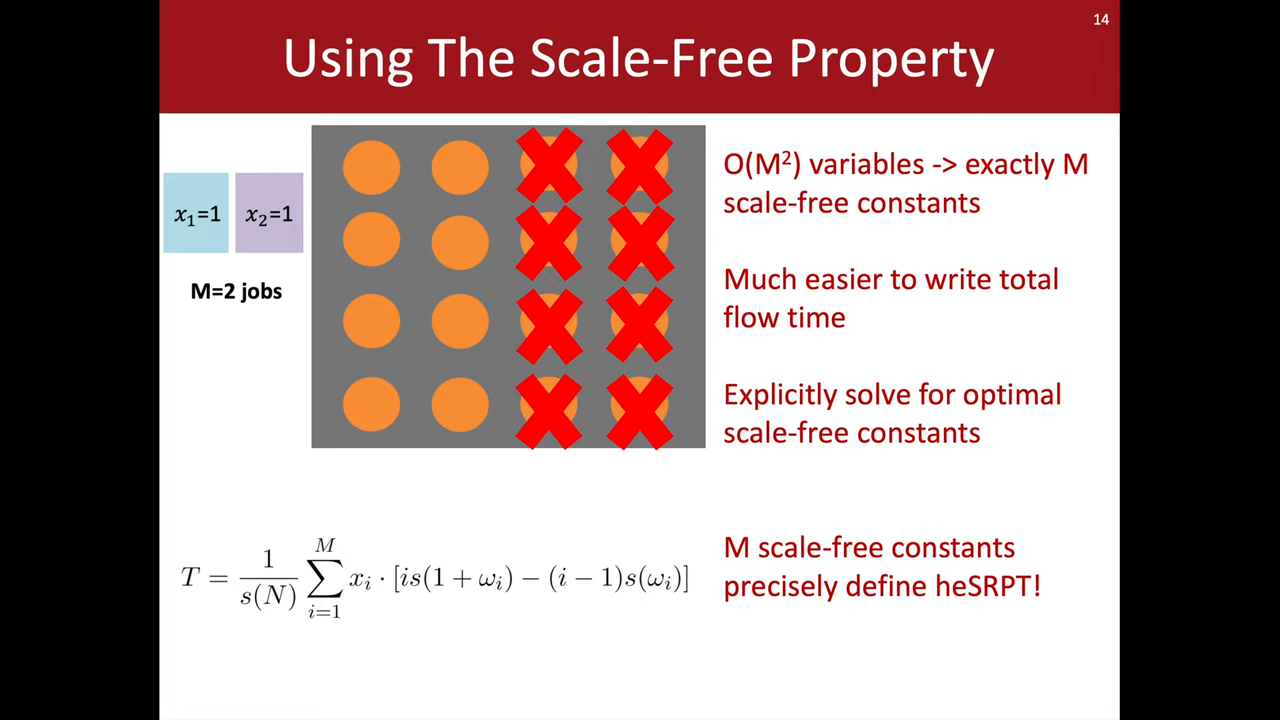 14
Using The Scale-Free Property
x₁=1 x₂=1
M=2 jobs
O(M²) variables -> exactly M
scale-free constants
Much easier to write total
flow time
Explicitly solve for optimal
scale-free constants
T = \frac{1}{s(N)} \sum_{i=1}^{M} x_i · [is(1 + ω_i) − (i − 1)s(ω_i)]
M scale-free constants
precisely define heSRPT!